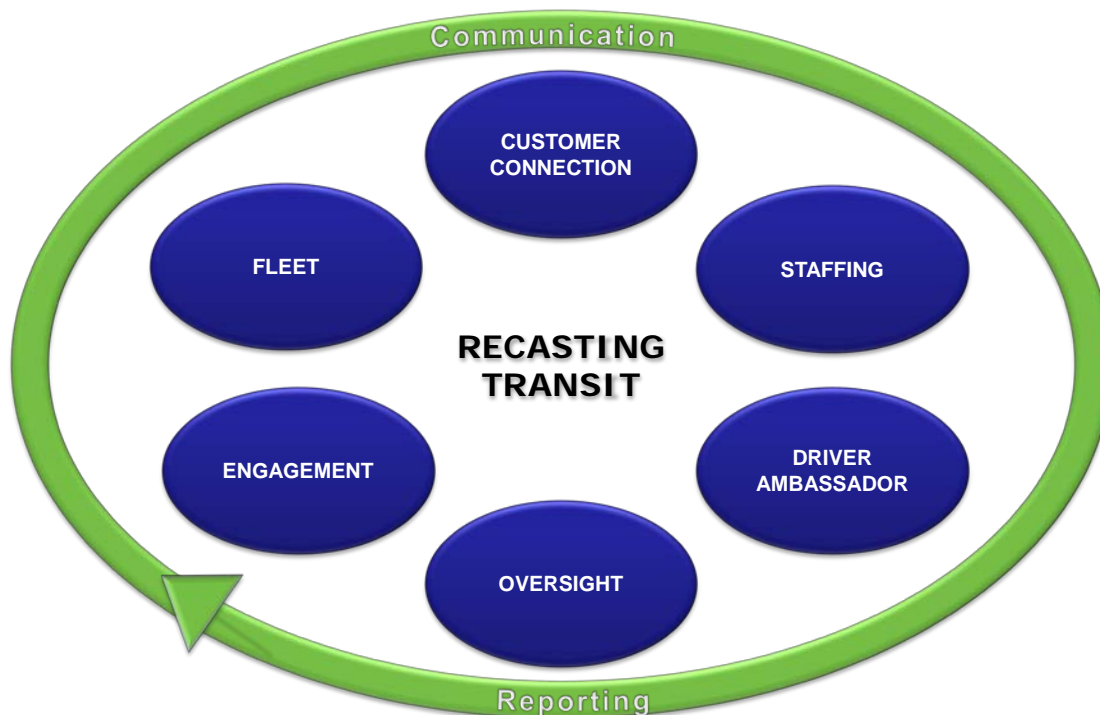 Communication
CUSTOMER
CONNECTION
FLEET
STAFFING
RECASTING
TRANSIT
ENGAGEMENT
DRIVER
AMBASSADOR
OVERSIGHT
Reporting